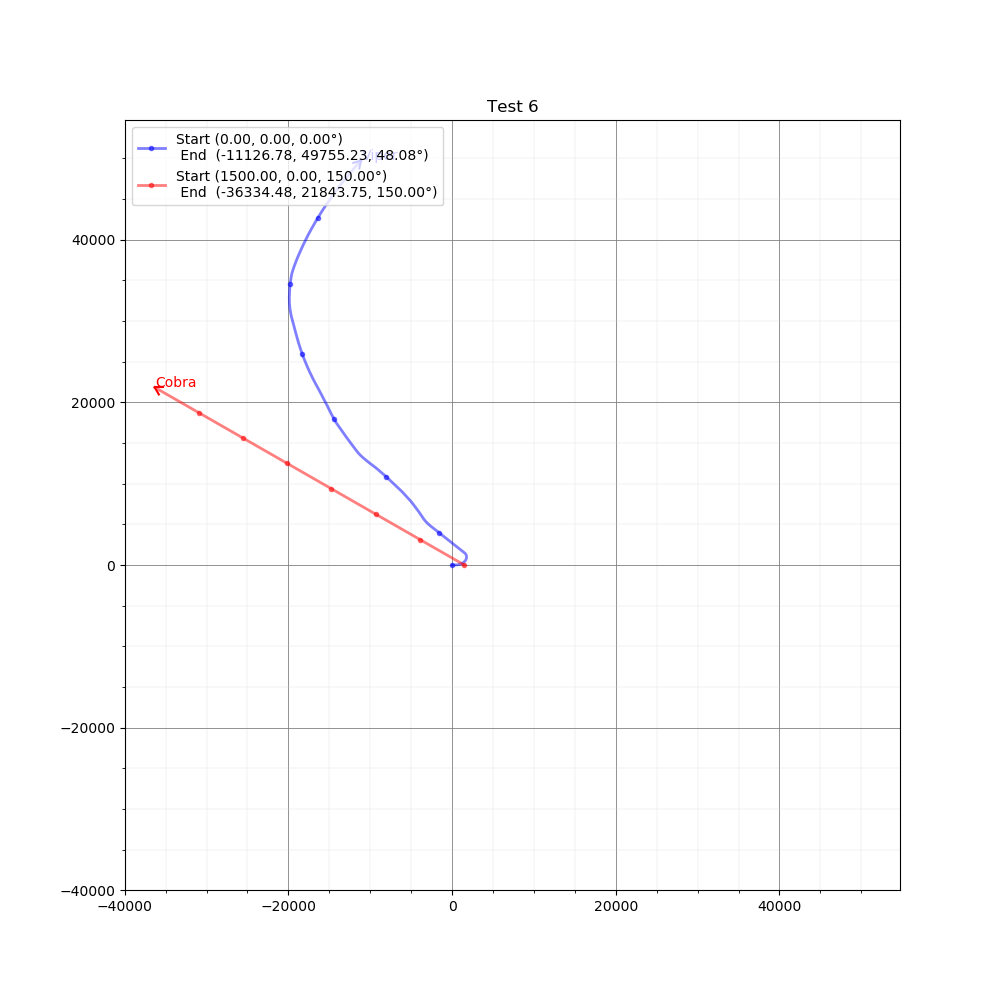 Test 6
Start (0.00, 0.00, 0.00°)
End (-11126.78, 49755.23, 48.08°)
Start (1500.00, 0.00, 150.00°)
End (-36334.48, 21843.75, 150.00°)
Cobra
40000
20000
0
−20000
−40000
−40000
−20000
0
20000
40000